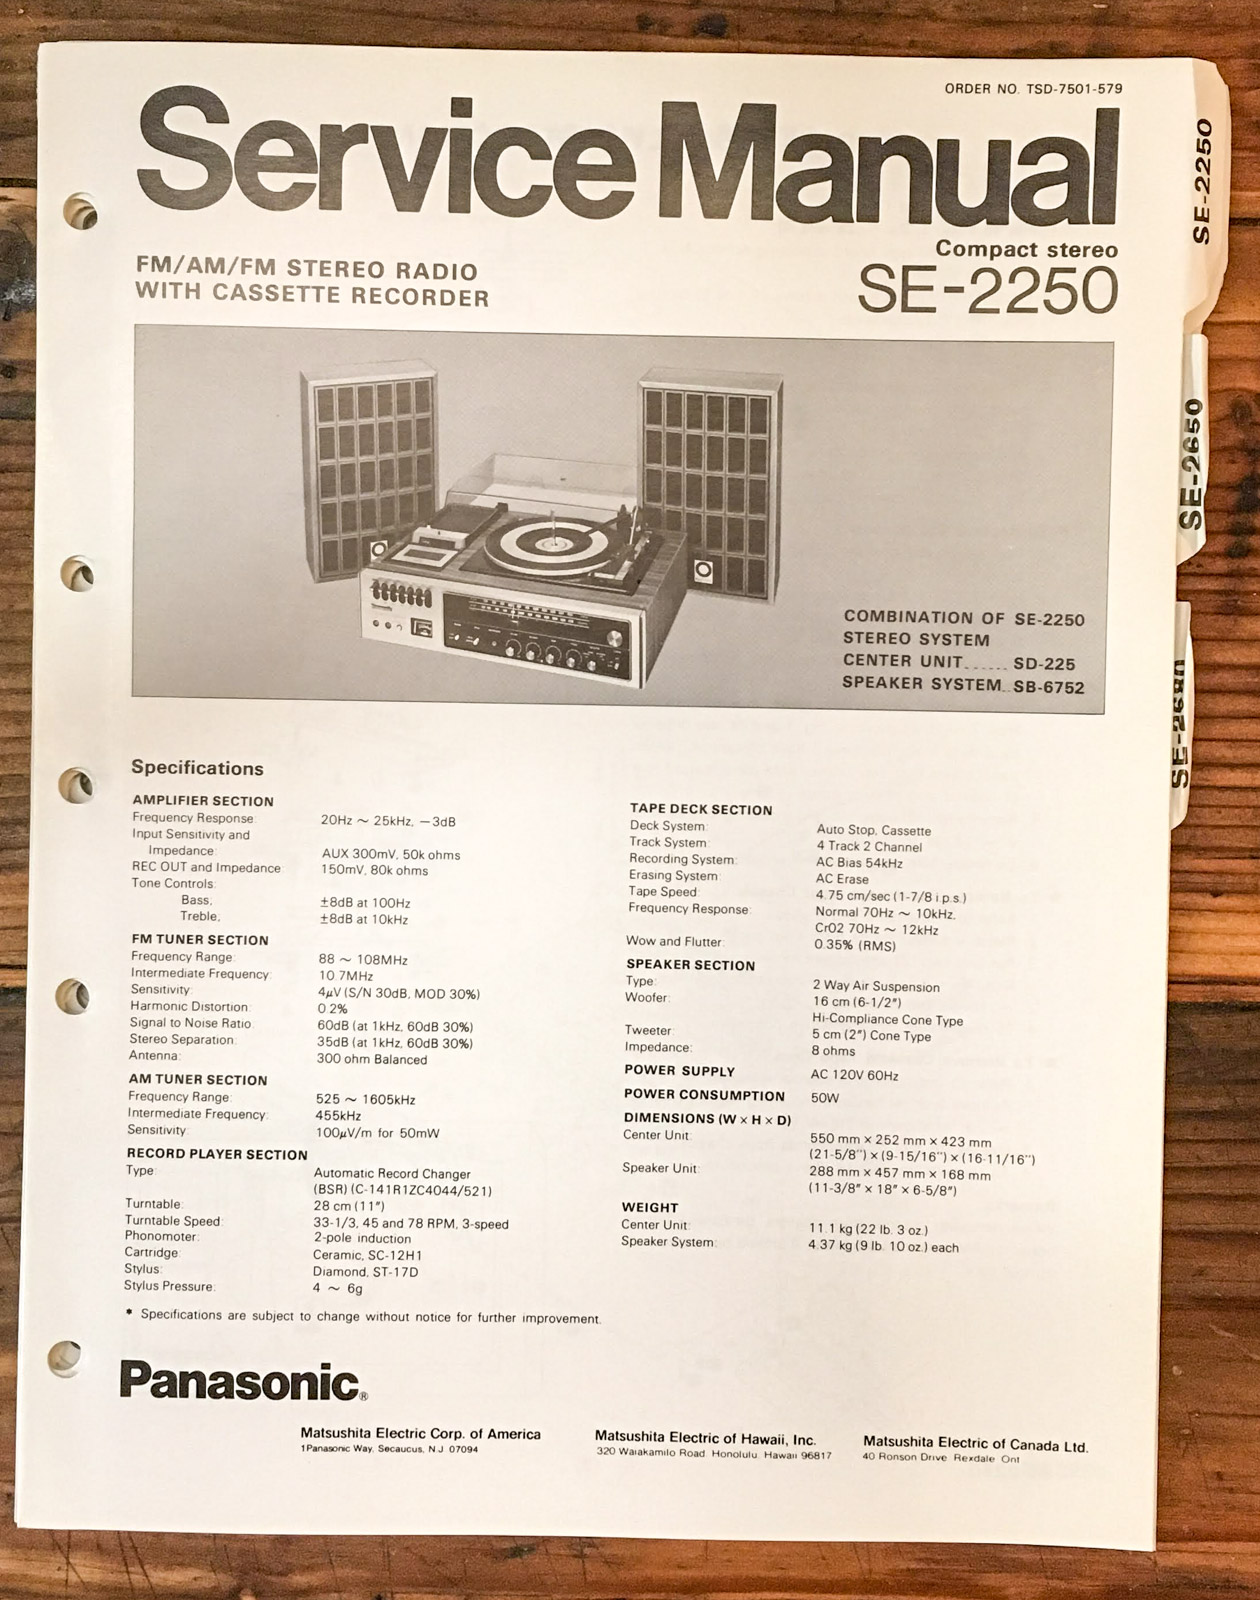 ORDER NO. TSD-7501-579
Service Manual
Compact stereo
SE-2250
FM/AM/FM STEREO RADIO
WITH CASSETTE RECORDER
COMBINATION OF SE-2250
STEREO SYSTEM
CENTER UNIT...... SD-225
SPEAKER SYSTEM.. SB-6752
SE-2250
SE-2650
SE-2680
Specifications
AMPLIFIER SECTION
Frequency Response: 20Hz ~ 25kHz, −3dB
Input Sensitivity and
Impedance: AUX 300mV, 50k ohms
REC OUT and Impedance: 150mV, 80k ohms
Tone Controls:
Bass, ±8dB at 100Hz
Treble, ±8dB at 10kHz
FM TUNER SECTION
Frequency Range: 88 ~ 108MHz
Intermediate Frequency: 10.7MHz
Sensitivity: 4μV (S/N 30dB, MOD 30%)
Harmonic Distortion: 0.2%
Signal to Noise Ratio: 60dB (at 1kHz, 60dB 30%)
Stereo Separation: 35dB (at 1kHz, 60dB 30%)
Antenna: 300 ohm Balanced
AM TUNER SECTION
Frequency Range: 525 ~ 1605kHz
Intermediate Frequency: 455kHz
Sensitivity: 100μV/m for 50mW
RECORD PLAYER SECTION
Type: Automatic Record Changer
(BSR) (C-141R1ZC4044/521)
Turntable: 28 cm (11")
Turntable Speed: 33-1/3, 45 and 78 RPM, 3-speed
Phonomoter: 2-pole induction
Cartridge: Ceramic, SC-12H1
Stylus: Diamond, ST-17D
Stylus Pressure: 4 ~ 6g
TAPE DECK SECTION
Deck System: Auto Stop, Cassette
Track System: 4 Track 2 Channel
Recording System: AC Bias 54kHz
Erasing System: AC Erase
Tape Speed: 4.75 cm/sec (1-7/8 i.p.s.)
Frequency Response: Normal 70Hz ~ 10kHz,
CrO2 70Hz ~ 12kHz
Wow and Flutter: 0.35% (RMS)
SPEAKER SECTION
Type: 2 Way Air Suspension
Woofer: 16 cm (6-1/2")
Hi-Compliance Cone Type
Tweeter: 5 cm (2") Cone Type
Impedance: 8 ohms
POWER SUPPLY AC 120V 60Hz
POWER CONSUMPTION 50W
DIMENSIONS (W × H × D)
Center Unit: 550 mm × 252 mm × 423 mm
(21-5/8") × (9-15/16") × (16-11/16")
Speaker Unit: 288 mm × 457 mm × 168 mm
(11-3/8" × 18" × 6-5/8")
WEIGHT
Center Unit: 11.1 kg (22 lb. 3 oz.)
Speaker System: 4.37 kg (9 lb. 10 oz.) each
* Specifications are subject to change without notice for further improvement.
Panasonic®
Matsushita Electric Corp. of America
1 Panasonic Way, Secaucus, N.J. 07094
Matsushita Electric of Hawaii, Inc.
320 Waiakamilo Road Honolulu Hawaii 96817
Matsushita Electric of Canada Ltd.
40 Ronson Drive Rexdale Ont